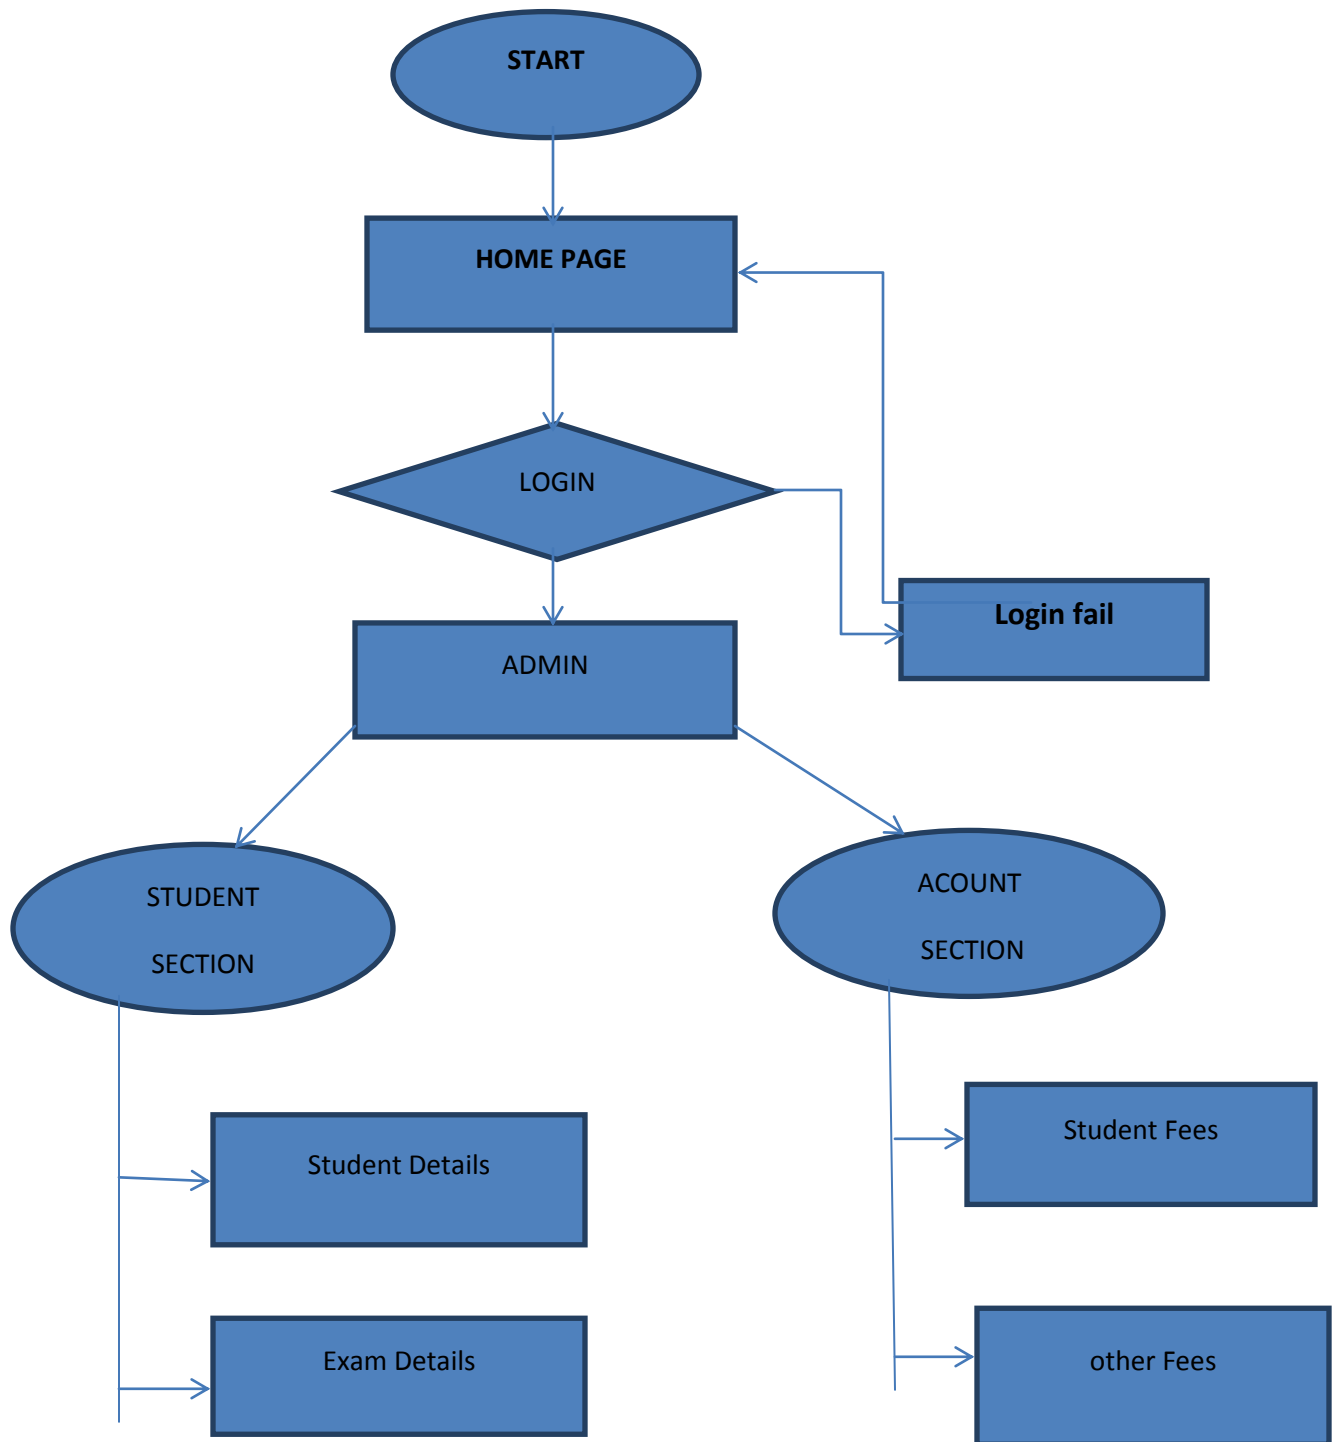 START
HOME PAGE
LOGIN
Login fail
ADMIN
STUDENT
SECTION
ACOUNT
SECTION
Student Details
Student Fees
Exam Details
other Fees